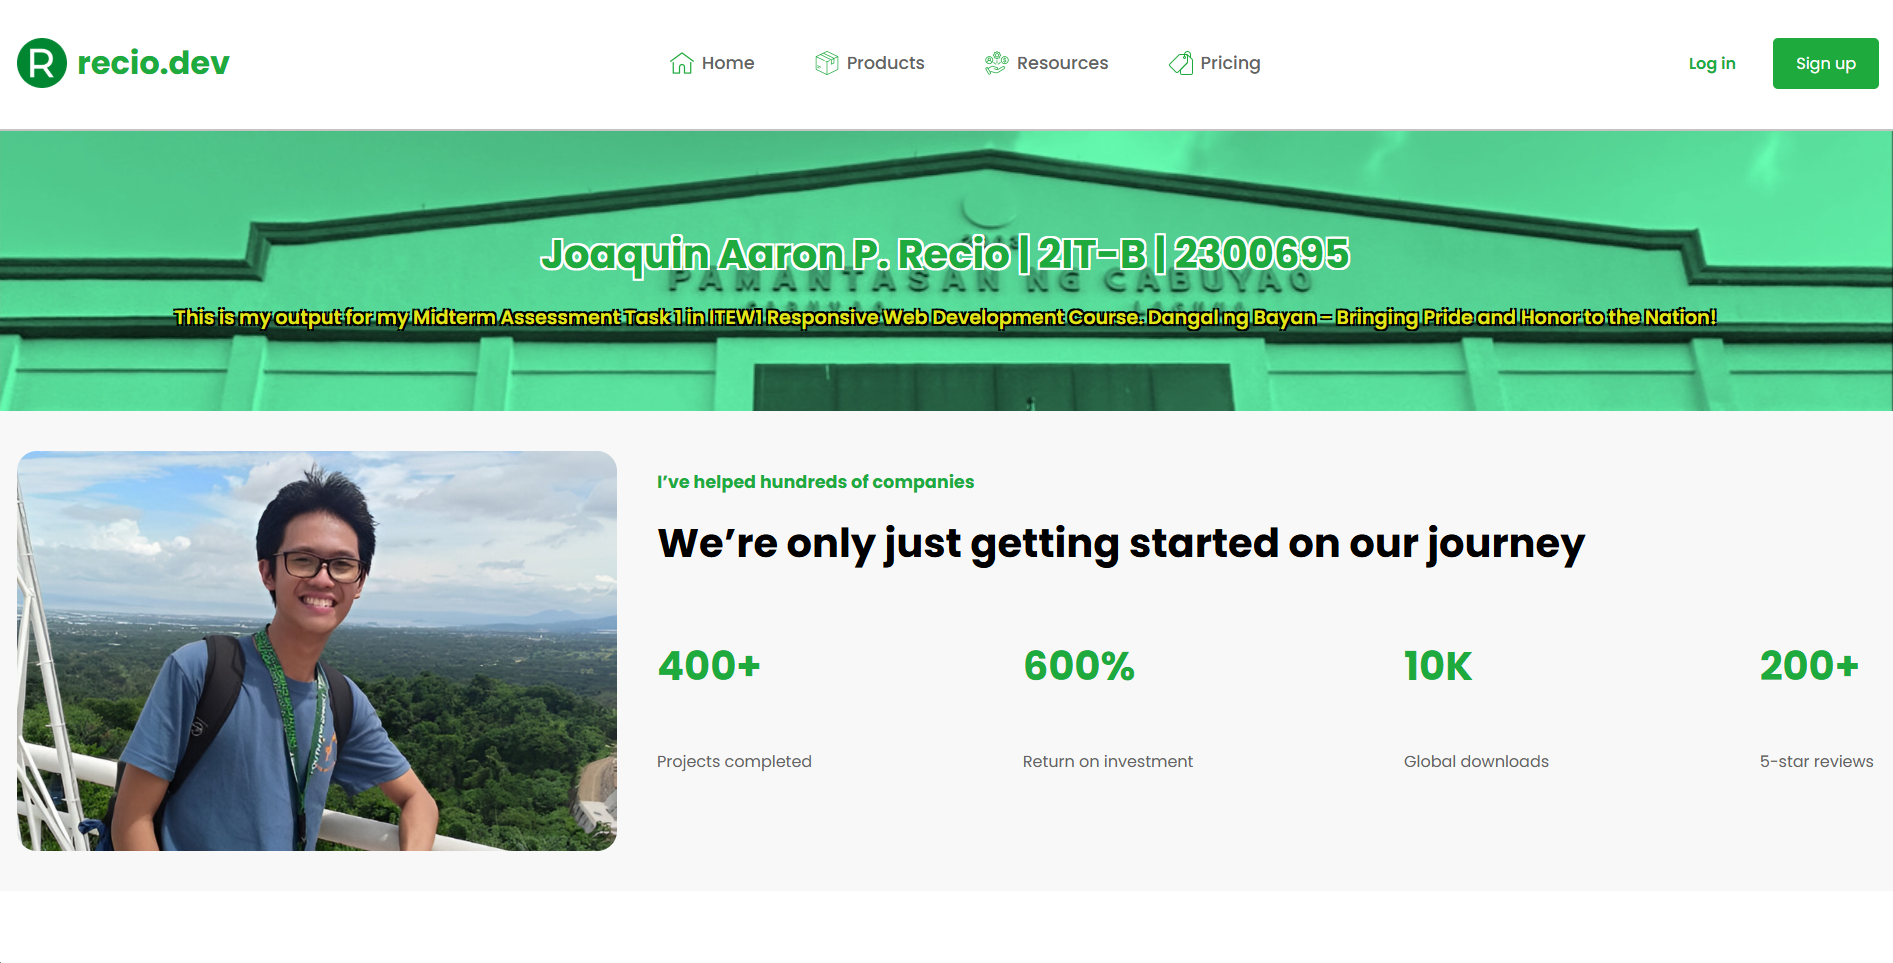 R recio.dev
Home Products Resources Pricing
Log in Sign up
Joaquin Aaron P. Recio | 2IT-B | 2300695
PAMANTASAN NG CABUYAO
This is my output for my Midterm Assessment Task 1 in ITEW1 Responsive Web Development Course. Dangal ng Bayan – Bringing Pride and Honor to the Nation!
I’ve helped hundreds of companies
We’re only just getting started on our journey
400+ 600% 10K 200+
Projects completed Return on investment Global downloads 5-star reviews